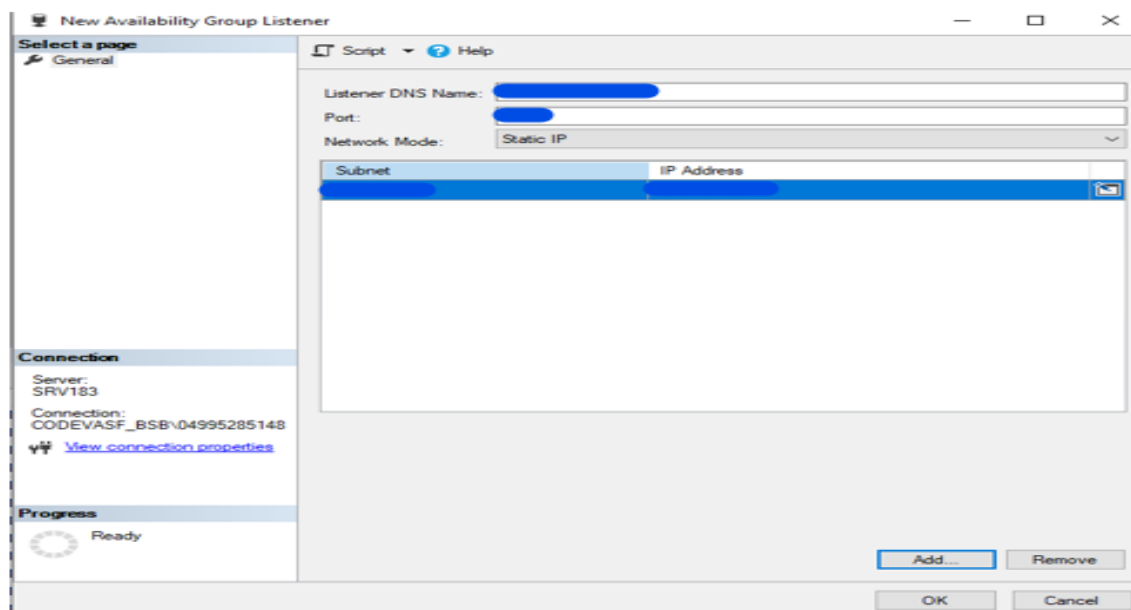 New Availability Group Listener
Select a page
General
Script
Help
Listener DNS Name:
Port:
Network Mode:
Static IP
Subnet
IP Address
Connection
Server:
SRV183
Connection:
CODEVASF_BSB\04995285148
View connection properties
Progress
Ready
Add...
Remove
OK
Cancel